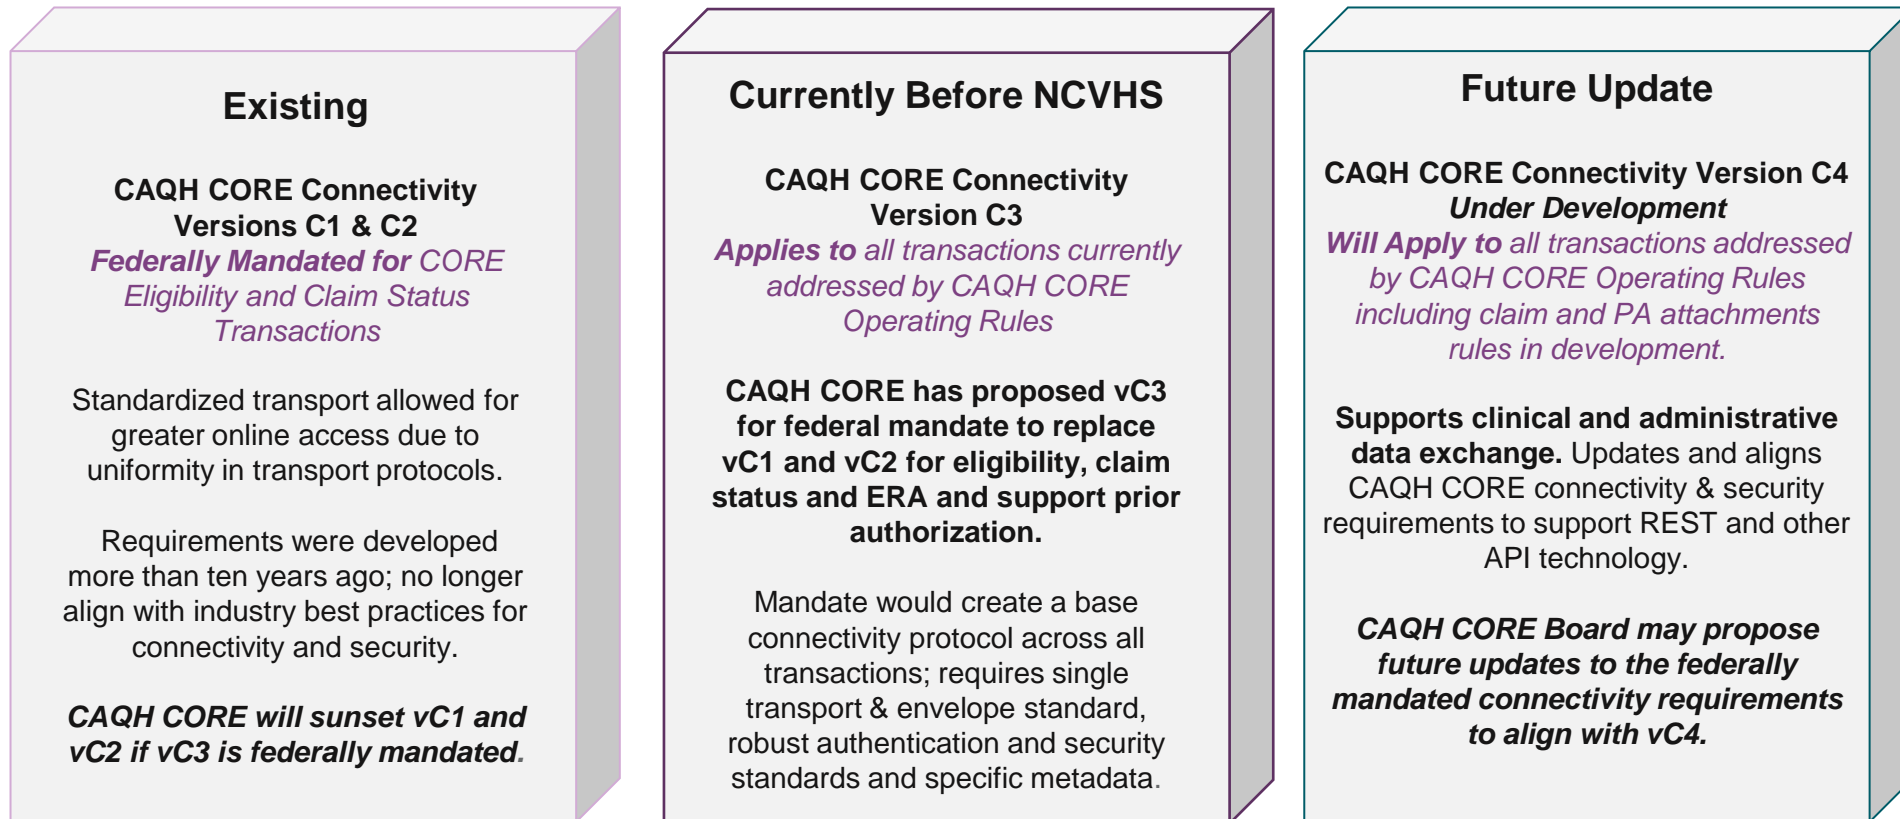 Existing
CAQH CORE Connectivity
Versions C1 & C2
Federally Mandated for CORE
Eligibility and Claim Status
Transactions
Standardized transport allowed for
greater online access due to
uniformity in transport protocols.
Requirements were developed
more than ten years ago; no longer
align with industry best practices for
connectivity and security.
CAQH CORE will sunset vC1 and
vC2 if vC3 is federally mandated.
Currently Before NCVHS
CAQH CORE Connectivity
Version C3
Applies to all transactions currently
addressed by CAQH CORE
Operating Rules
CAQH CORE has proposed vC3
for federal mandate to replace
vC1 and vC2 for eligibility, claim
status and ERA and support prior
authorization.
Mandate would create a base
connectivity protocol across all
transactions; requires single
transport & envelope standard,
robust authentication and security
standards and specific metadata.
Future Update
CAQH CORE Connectivity Version C4
Under Development
Will Apply to all transactions addressed
by CAQH CORE Operating Rules
including claim and PA attachments
rules in development.
Supports clinical and administrative
data exchange. Updates and aligns
CAQH CORE connectivity & security
requirements to support REST and other
API technology.
CAQH CORE Board may propose
future updates to the federally
mandated connectivity requirements
to align with vC4.